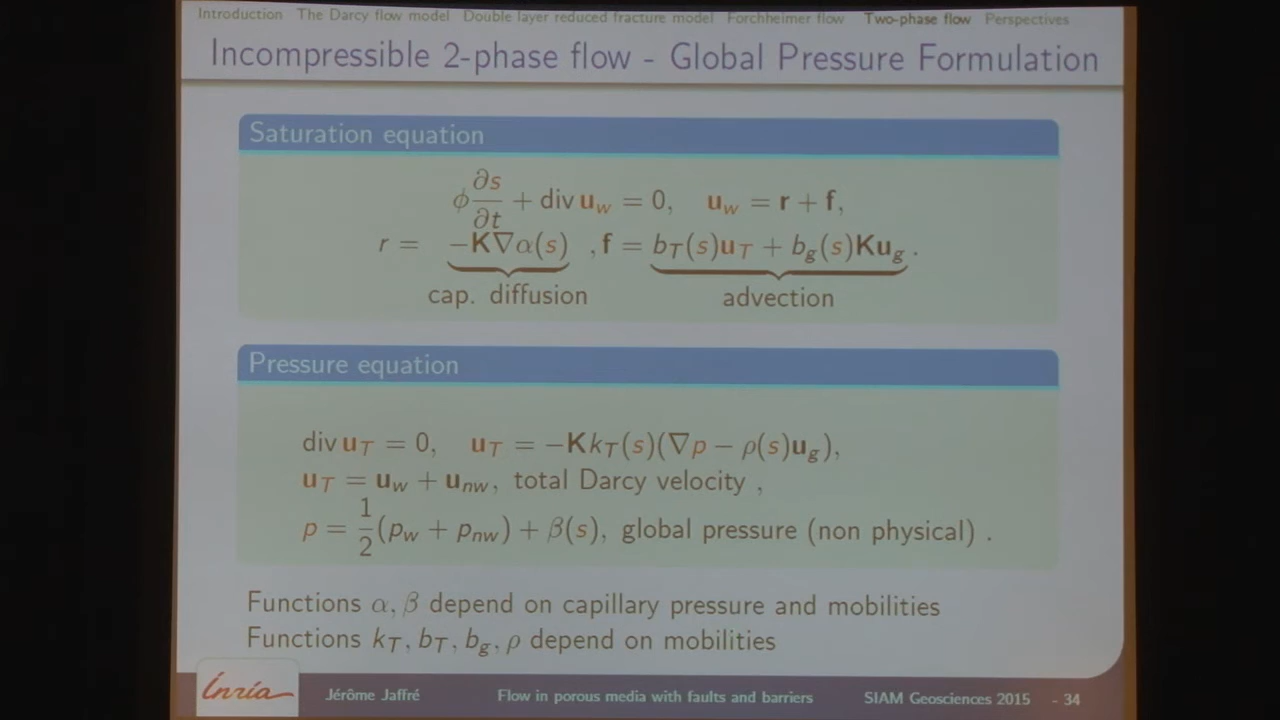 Introduction The Darcy flow model Double layer reduced fracture model Forchheimer flow Two-phase flow Perspectives
Incompressible 2-phase flow - Global Pressure Formulation
Saturation equation
ϕ ∂s/∂t + div u_w = 0, u_w = r + f,
r = −K∇α(s) , f = b_T(s)u_T + b_g(s)Ku_g .
cap. diffusion advection
Pressure equation
div u_T = 0, u_T = −Kk_T(s)(∇p − ρ(s)u_g),
u_T = u_w + u_nw, total Darcy velocity ,
p = 1/2 (p_w + p_nw) + β(s), global pressure (non physical) .
Functions α, β depend on capillary pressure and mobilities
Functions k_T, b_T, b_g, ρ depend on mobilities
Inria Jérôme Jaffré Flow in porous media with faults and barriers SIAM Geosciences 2015 - 34